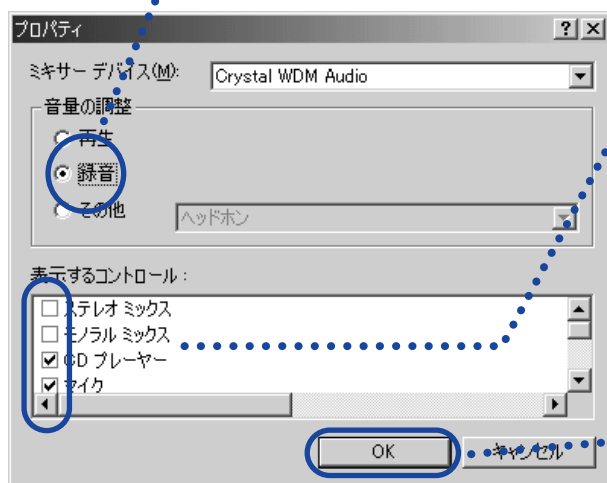 プロパティ
ミキサー デバイス(M):
Crystal WDM Audio
音量の調整
再生
録音
その他
ヘッドホン
表示するコントロール:
ステレオ ミックス
モノラル ミックス
CD プレーヤー
マイク
OK
キャンセル